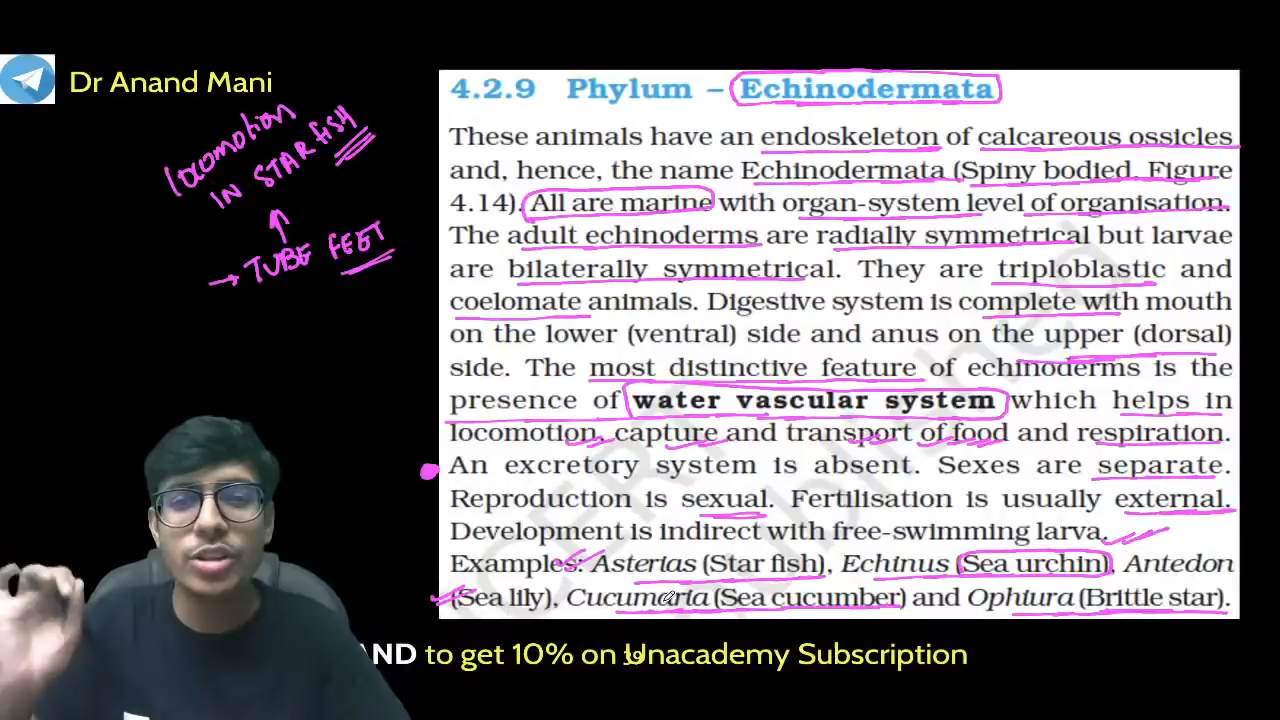 Dr Anand Mani
locomotion
IN STAR fISH
→ TUBE FEET
4.2.9 Phylum – Echinodermata
These animals have an endoskeleton of calcareous ossicles
and, hence, the name Echinodermata (Spiny bodied, Figure
4.14). All are marine with organ-system level of organisation.
The adult echinoderms are radially symmetrical but larvae
are bilaterally symmetrical. They are triploblastic and
coelomate animals. Digestive system is complete with mouth
on the lower (ventral) side and anus on the upper (dorsal)
side. The most distinctive feature of echinoderms is the
presence of water vascular system which helps in
locomotion, capture and transport of food and respiration.
An excretory system is absent. Sexes are separate.
Reproduction is sexual. Fertilisation is usually external.
Development is indirect with free-swimming larva.
Examples: Asterias (Star fish), Echinus (Sea urchin), Antedon
(Sea lily), Cucumaria (Sea cucumber) and Ophiura (Brittle star).
AND to get 10% on Unacademy Subscription